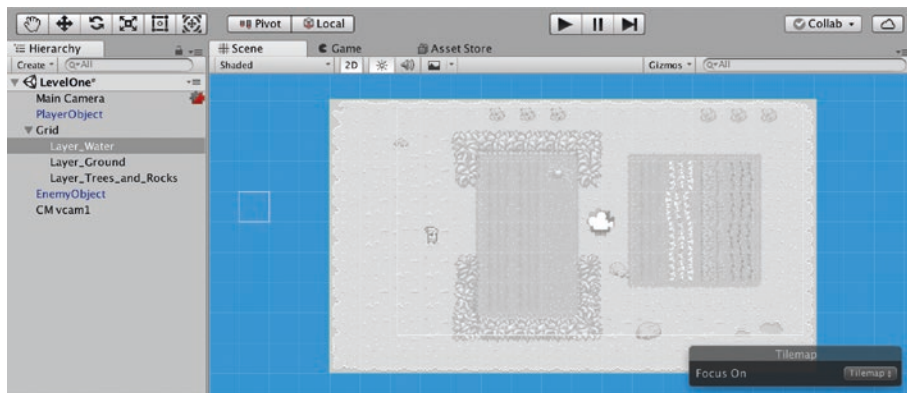 Pivot Local Collab
Hierarchy Scene Game Asset Store
Create All Shaded 2D Gizmos All
LevelOne*
Main Camera
PlayerObject
Grid
Layer_Water
Layer_Ground
Layer_Trees_and_Rocks
EnemyObject
CM vcam1
Tilemap
Focus On Tilemap